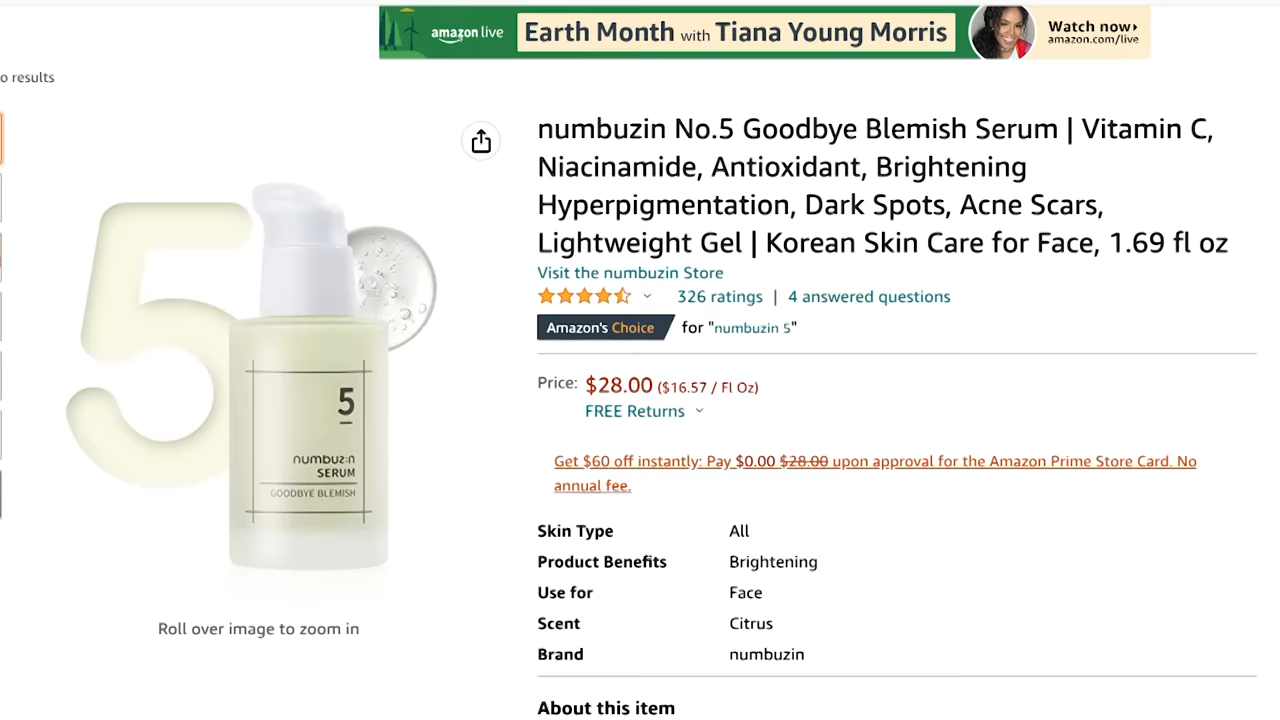 amazon live
Earth Month with Tiana Young Morris
Watch now
amazon.com/live
o results
numbuzin No.5 Goodbye Blemish Serum | Vitamin C,
Niacinamide, Antioxidant, Brightening
Hyperpigmentation, Dark Spots, Acne Scars,
Lightweight Gel | Korean Skin Care for Face, 1.69 fl oz
Visit the numbuzin Store
326 ratings | 4 answered questions
Amazon's Choice for "numbuzin 5"
Price: $28.00 ($16.57 / Fl Oz)
FREE Returns
Get $60 off instantly: Pay $0.00 $28.00 upon approval for the Amazon Prime Store Card. No
annual fee.
5
5
numbuz:n
SERUM
GOODBYE BLEMISH
Roll over image to zoom in
Skin Type All
Product Benefits Brightening
Use for Face
Scent Citrus
Brand numbuzin
About this item